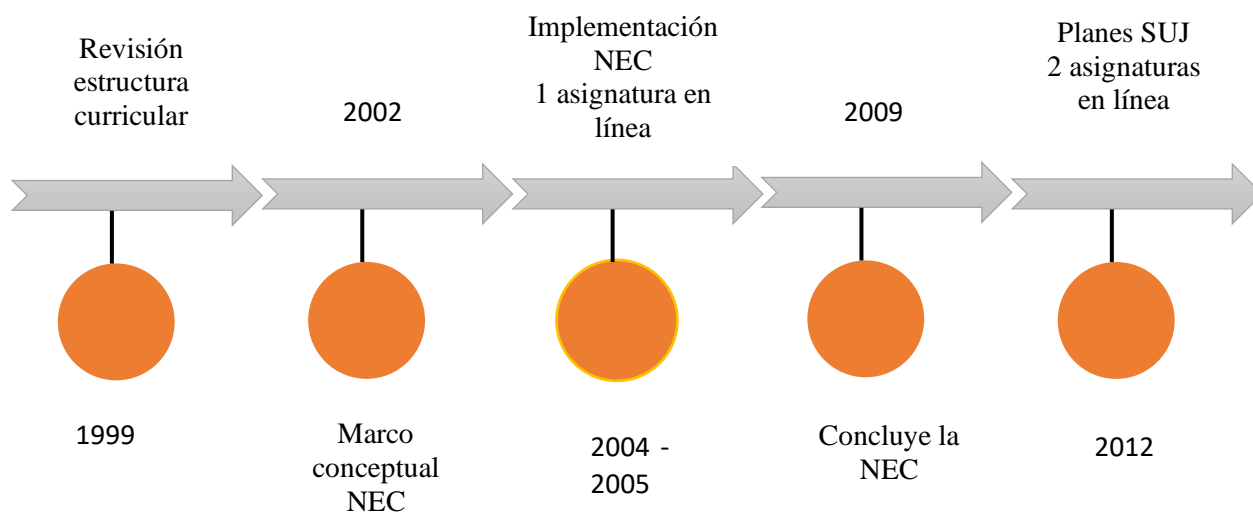 Revisión
estructura
curricular
1999
2002
Marco
conceptual
NEC
Implementación
NEC
1 asignatura en
línea
2004 -
2005
2009
Concluye la
NEC
Planes SUJ
2 asignaturas
en línea
2012